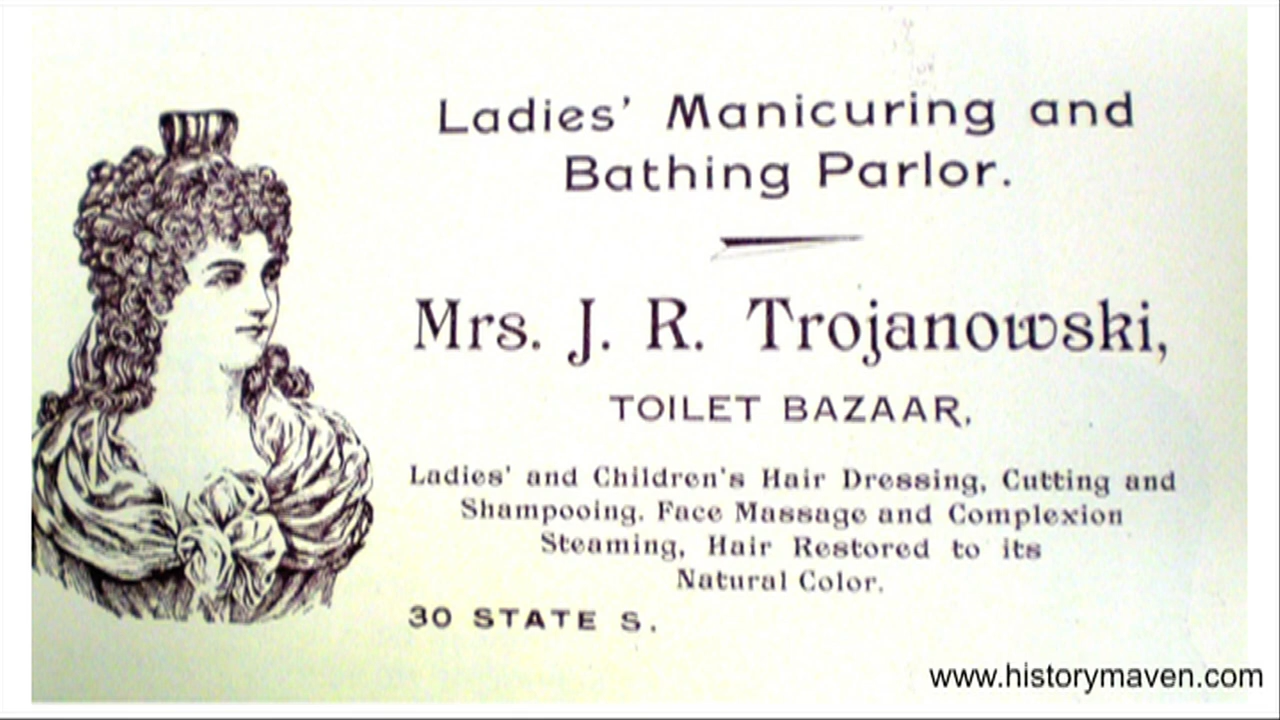 Ladies' Manicuring and
Bathing Parlor.
Mrs. J. R. Trojanowski,
TOILET BAZAAR,
Ladies' and Children's Hair Dressing, Cutting and
Shampooing. Face Massage and Complexion
Steaming, Hair Restored to its
Natural Color.
30 STATE S.
www.historymaven.com